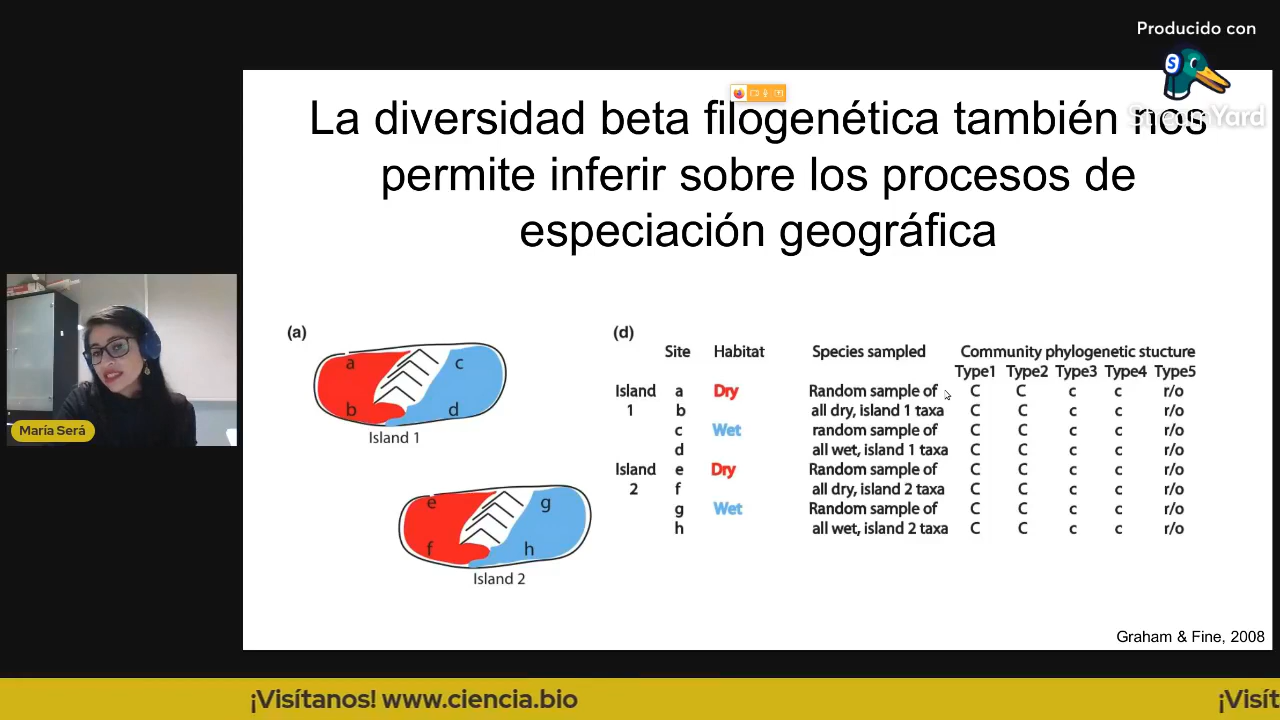 Producido con
S
StreamYard
La diversidad beta filogenética también nos
permite inferir sobre los procesos de
especiación geográfica
(a)
a
c
b
d
Island 1
e
g
f
h
Island 2
(d)
Site Habitat Species sampled Community phylogenetic stucture
Type1 Type2 Type3 Type4 Type5
Island a Dry Random sample of C C c c r/o
1 b all dry, island 1 taxa C C c c r/o
c Wet random sample of C C c c r/o
d all wet, island 1 taxa C C c c r/o
Island e Dry Random sample of C C c c r/o
2 f all dry, island 2 taxa C C c c r/o
g Wet Random sample of C C c c r/o
h all wet, island 2 taxa C C c c r/o
Graham & Fine, 2008
María Será
¡Visítanos! www.ciencia.bio
¡Visít